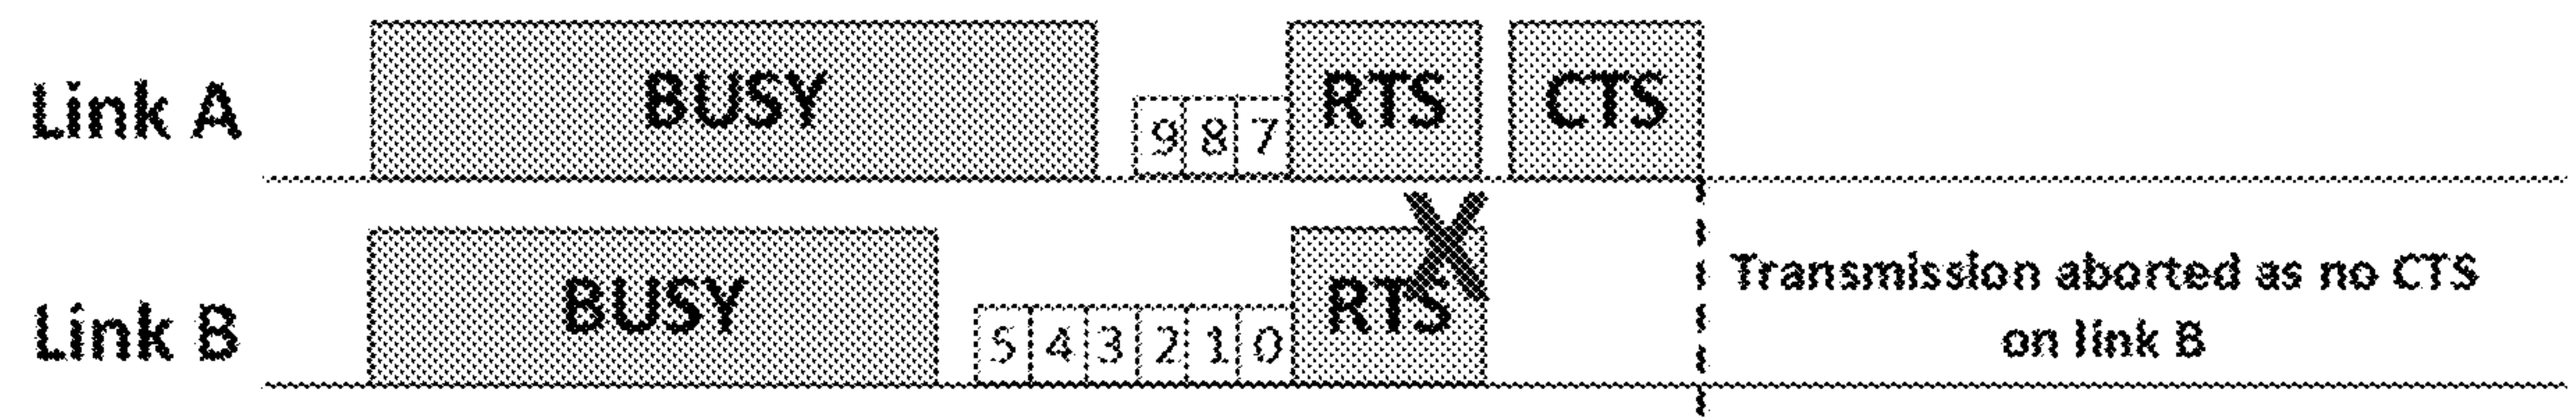 Link A
BUSY
9 8 7
RTS
CTS
Link B
BUSY
5 4 3 2 1 0
RTS
X
Transmission aborted as no CTS
on link B